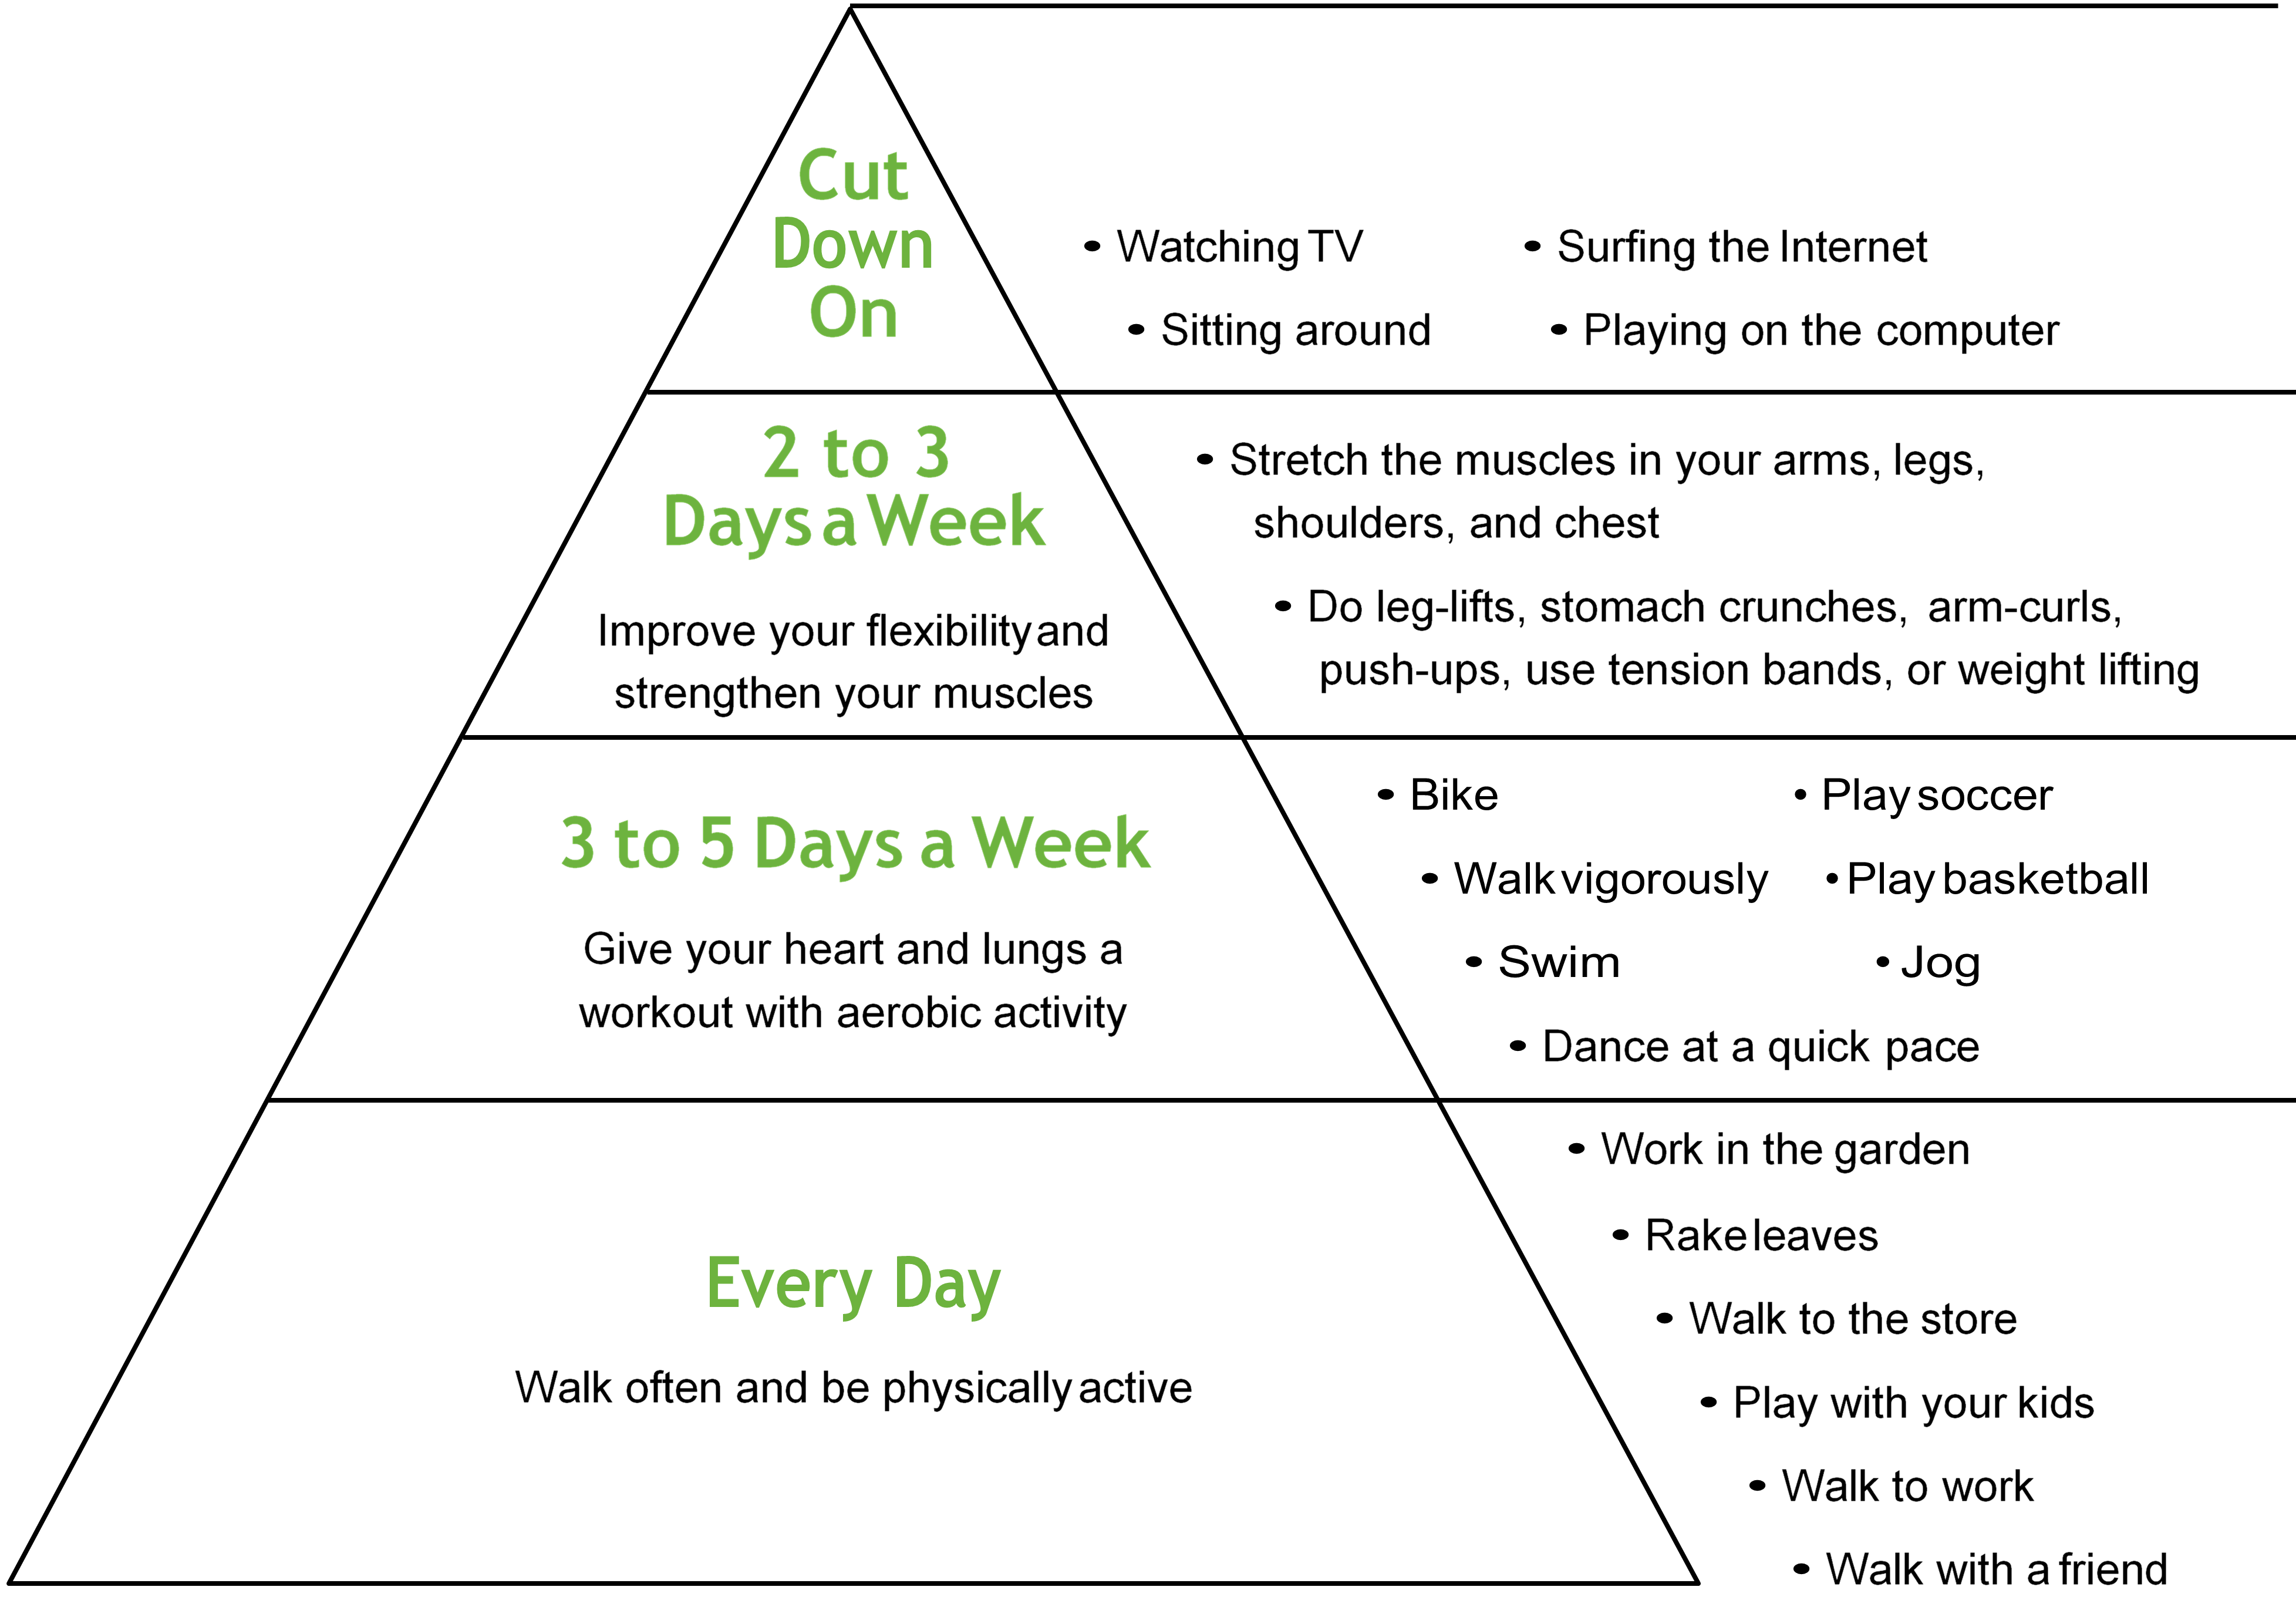 Cut
Down
On
• Watching TV • Surfing the Internet
• Sitting around • Playing on the computer
2 to 3
Days a Week
Improve your flexibility and
strengthen your muscles
• Stretch the muscles in your arms, legs,
shoulders, and chest
• Do leg-lifts, stomach crunches, arm-curls,
push-ups, use tension bands, or weight lifting
3 to 5 Days a Week
Give your heart and lungs a
workout with aerobic activity
• Bike • Play soccer
• Walk vigorously • Play basketball
• Swim • Jog
• Dance at a quick pace
Every Day
Walk often and be physically active
• Work in the garden
• Rake leaves
• Walk to the store
• Play with your kids
• Walk to work
• Walk with a friend